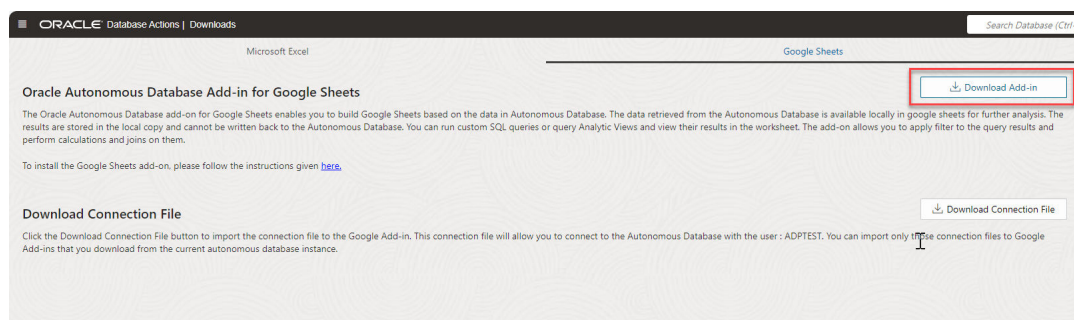 ORACLE Database Actions | Downloads
Search Database (Ctrl
Microsoft Excel
Google Sheets
Oracle Autonomous Database Add-in for Google Sheets
Download Add-in
The Oracle Autonomous Database add-on for Google Sheets enables you to build Google Sheets based on the data in Autonomous Database. The data retrieved from the Autonomous Database is available locally in google sheets for further analysis. The
results are stored in the local copy and cannot be written back to the Autonomous Database. You can run custom SQL queries or query Analytic Views and view their results in the worksheet. The add-on allows you to apply filter to the query results and
perform calculations and joins on them.
To install the Google Sheets add-on, please follow the instructions given here.
Download Connection File
Download Connection File
Click the Download Connection File button to import the connection file to the Google Add-in. This connection file will allow you to connect to the Autonomous Database with the user : ADPTEST. You can import only those connection files to Google
Add-ins that you download from the current autonomous database instance.